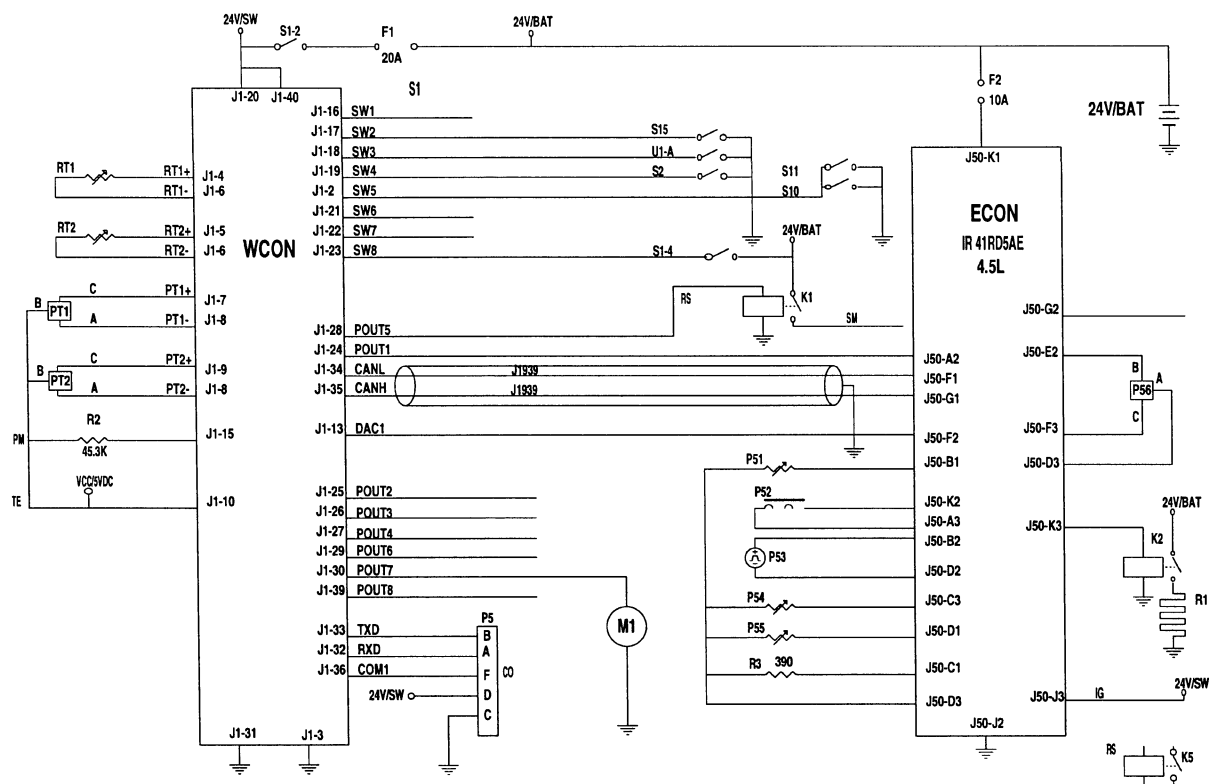 24V/SW
S1-2
F1
20A
24V/BAT
F2
10A
24V/BAT
S1
J1-20 J1-40
J1-16 SW1
J1-17 SW2
S15
J1-18 SW3
U1-A
J1-19 SW4
S2
J1-2 SW5
S11
S10
J1-21 SW6
J1-22 SW7
J1-23 SW8
S1-4
24V/BAT
RT1
RT1+
J1-4
RT1-
J1-6
RT2
RT2+
J1-5
RT2-
J1-6
WCON
B
PT1
C
PT1+
J1-7
A
PT1-
J1-8
B
PT2
C
PT2+
J1-9
A
PT2-
J1-8
R2
45.3K
PM
J1-15
VCC/5VDC
TE
J1-10
RS
K1
SM
J1-28 POUT5
J1-24 POUT1
J1-34 CANL
J1939
J1-35 CANH
J1939
J1-13 DAC1
J1-25 POUT2
J1-26 POUT3
J1-27 POUT4
J1-29 POUT6
J1-30 POUT7
J1-39 POUT8
M1
P5
J1-33 TXD
B
J1-32 RXD
A
J1-36 COM1
F
CO
24V/SW
D
C
J1-31
J1-3
J50-K1
ECON
IR 41RD5AE
4.5L
J50-A2
J50-F1
J50-G1
J50-F2
P51
J50-B1
P52
J50-K2
J50-A3
J50-B2
P53
J50-D2
P54
J50-C3
P55
J50-D1
R3 390
J50-C1
J50-D3
J50-J2
J50-G2
J50-E2
B
P56
A
C
J50-F3
J50-D3
J50-K3
24V/BAT
K2
R1
J50-J3
IG
24V/SW
RS
K5